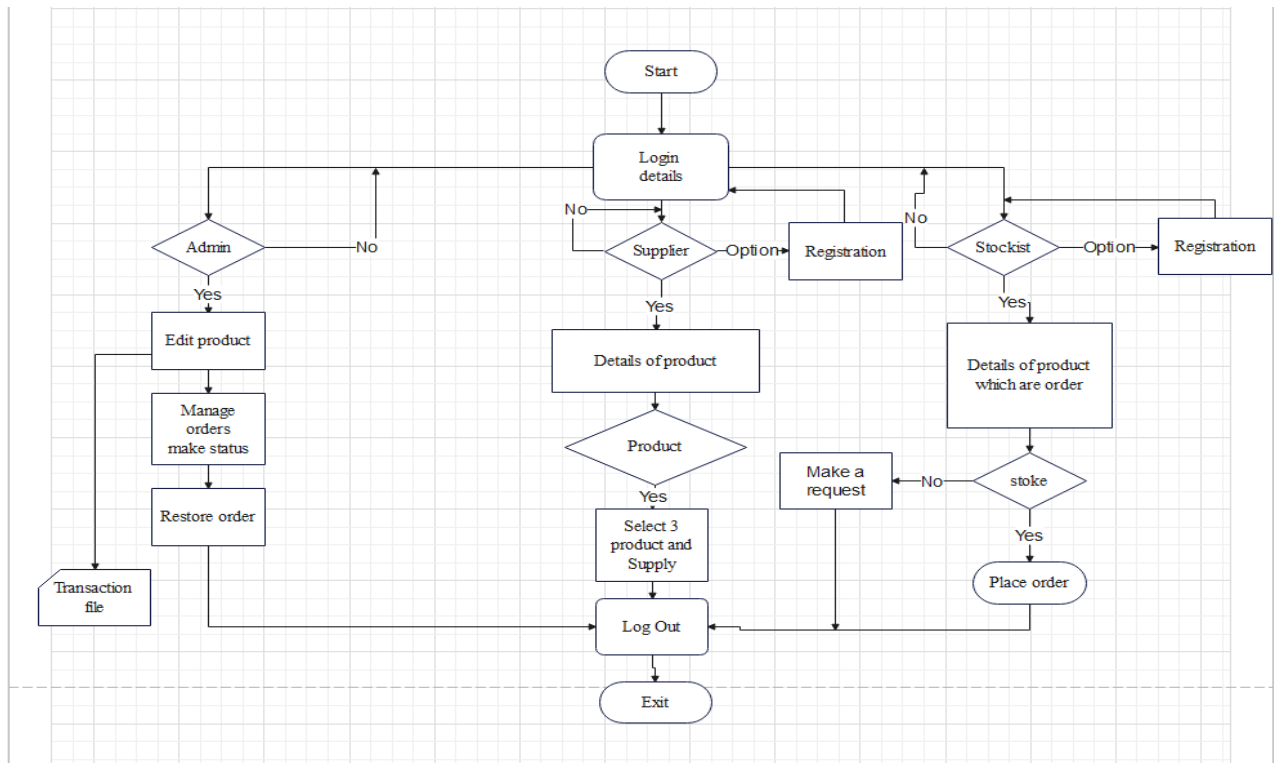 Start
Login
details
No
No
Admin
No
Supplier
Option
Registration
Stockist
Option
Registration
Yes
Yes
Yes
Edit product
Details of product
Details of product
which are order
Manage
orders
make status
Product
Make a
request
No
stoke
Yes
Restore order
Select 3
product and
Supply
Yes
Transaction
file
Place order
Log Out
Exit